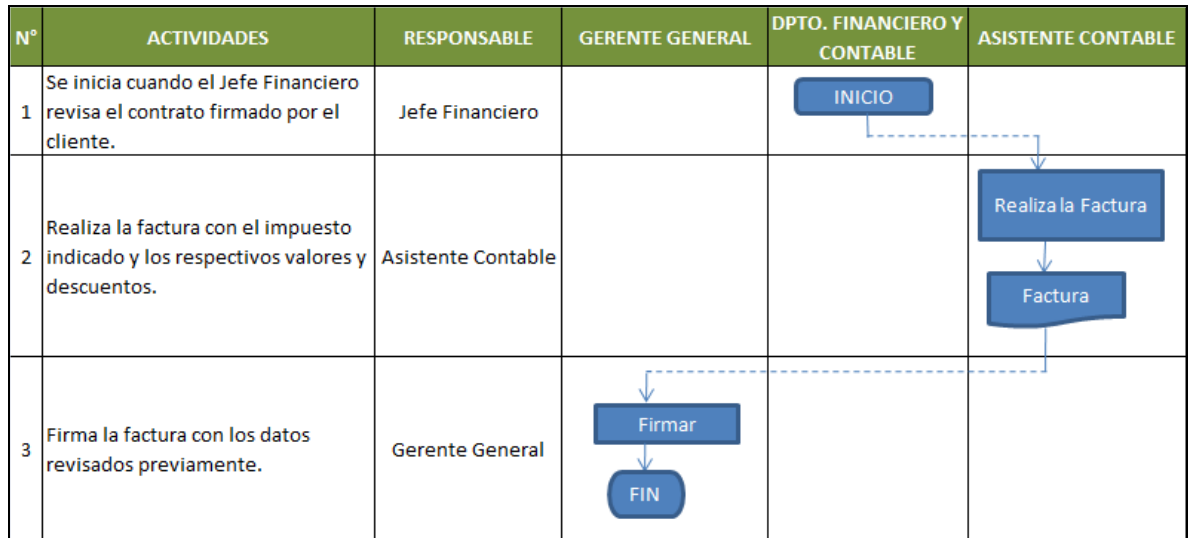 N° ACTIVIDADES RESPONSABLE GERENTE GENERAL DPTO. FINANCIERO Y CONTABLE ASISTENTE CONTABLE
1
Se inicia cuando el Jefe Financiero
revisa el contrato firmado por el
cliente.
Jefe Financiero
INICIO
2
Realiza la factura con el impuesto
indicado y los respectivos valores y
descuentos.
Asistente Contable
Realiza la Factura
Factura
3
Firma la factura con los datos
revisados previamente.
Gerente General
Firmar
FIN